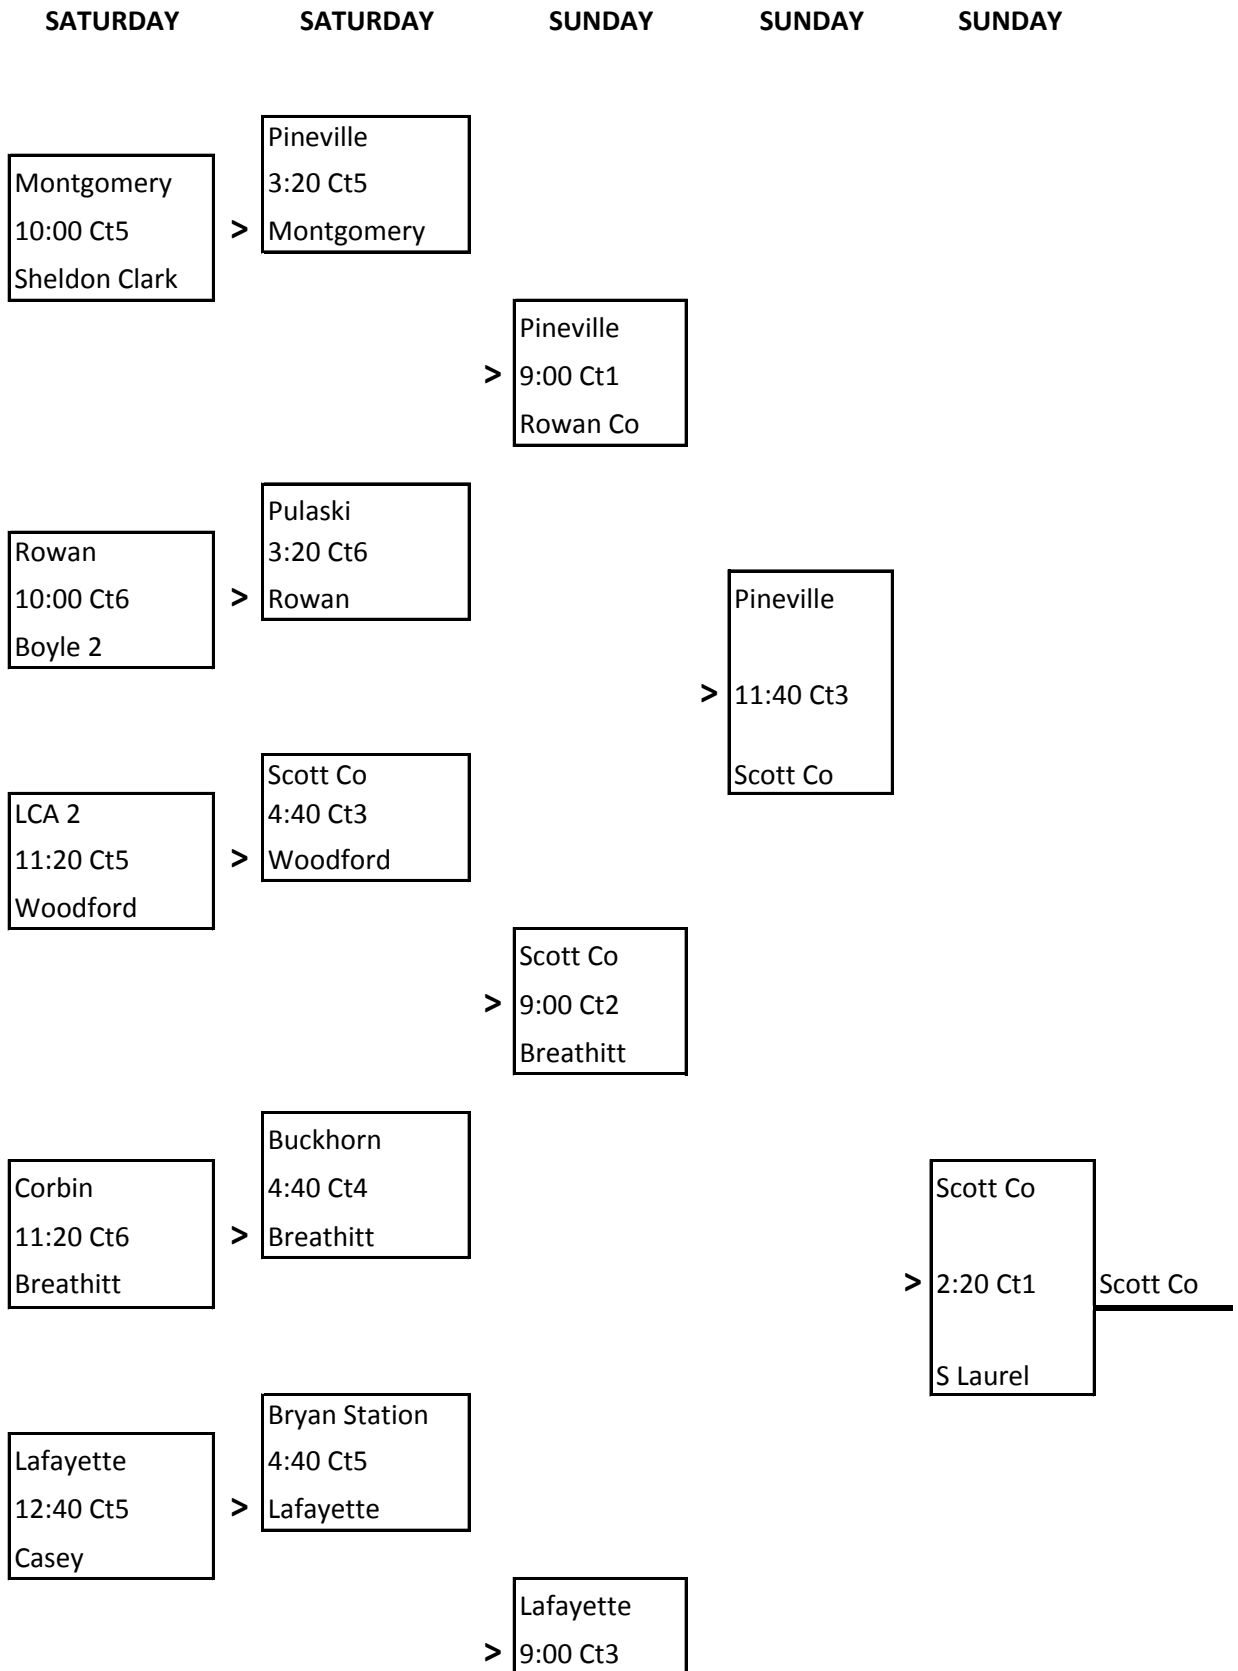 SATURDAY SATURDAY SUNDAY SUNDAY SUNDAY
Pineville
3:20 Ct5
> Montgomery
Montgomery
10:00 Ct5
Sheldon Clark
Pineville
> 9:00 Ct1
Rowan Co
Pulaski
3:20 Ct6
> Rowan
Rowan
10:00 Ct6
Boyle 2
Pineville
> 11:40 Ct3
Scott Co
Scott Co
4:40 Ct3
> Woodford
LCA 2
11:20 Ct5
Woodford
Scott Co
> 9:00 Ct2
Breathitt
Buckhorn
4:40 Ct4
> Breathitt
Corbin
11:20 Ct6
Breathitt
Scott Co
> 2:20 Ct1
S Laurel
Scott Co
Bryan Station
4:40 Ct5
> Lafayette
Lafayette
12:40 Ct5
Casey
Lafayette
> 9:00 Ct3